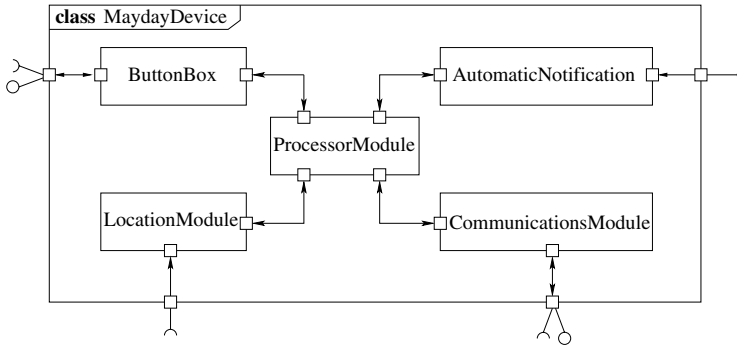 class MaydayDevice
ButtonBox
AutomaticNotification
ProcessorModule
LocationModule
CommunicationsModule